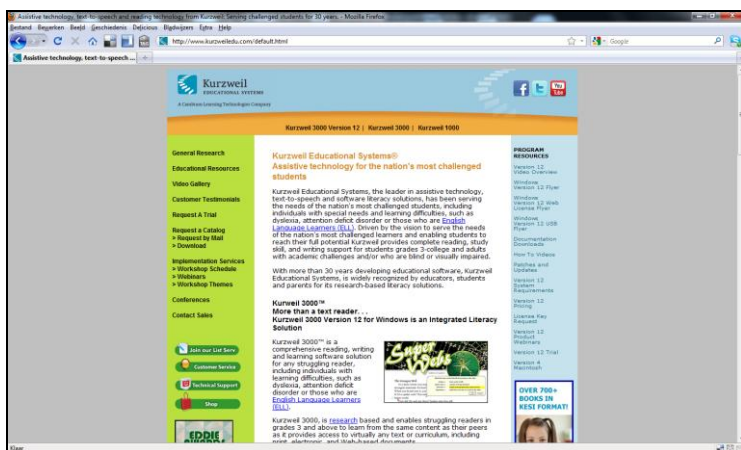 Assistive technology, text-to-speech and reading technology from Kurzweil: Serving challenged students for 30 years. - Mozilla Firefox
Bestand Bewerken Beeld Geschiedenis Delicious Bladwijzers Extra Help
http://www.kurzweiledu.com/default.html
Google
Assistive technology, text-to-speech ...
Kurzweil
EDUCATIONAL SYSTEMS
A Cambium Learning Technologies Company
You
Tube
Kurzweil 3000 Version 12 | Kurzweil 3000 | Kurzweil 1000
General Research
Educational Resources
Video Gallery
Customer Testimonials
Request A Trial
Request a Catalog
> Request by Mail
> Download
Implementation Services
> Workshop Schedule
> Webinars
> Workshop Themes
Conferences
Contact Sales
Join our List Serv
Customer Service
Technical Support
Shop
EDDIE
Kurzweil Educational Systems®
Assistive technology for the nation's most challenged
students
Kurzweil Educational Systems, the leader in assistive technology,
text-to-speech and software literacy solutions, has been serving
the needs of the nation's most challenged students, including
individuals with special needs and learning difficulties, such as
dyslexia, attention deficit disorder or those who are English
Language Learners (ELL). Driven by the vision to serve the needs
of the nation's most challenged learners and enabling students to
reach their full potential Kurzweil provides complete reading, study
skill, and writing support for students grades 3-college and adults
with academic challenges and/or who are blind or visually impaired.
With more than 30 years developing educational software, Kurzweil
Educational Systems, is widely recognized by educators, students
and parents for its research-based literacy solutions.
Kurweil 3000™
More than a text reader. . .
Kurzweil 3000 Version 12 for Windows is an Integrated Literacy
Solution
Kurzweil 3000™ is a
comprehensive reading, writing
and learning software solution
for any struggling reader,
including individuals with
learning difficulties, such as
dyslexia, attention deficit
disorder or those who are
English Language Learners
(ELL).
Super
Webs
Kurzweil 3000, is research based and enables struggling readers in
grades 3 and above to learn from the same content as their peers
as it provides access to virtually any text or curriculum, including
print, electronic, and Web-based documents.
PROGRAM
RESOURCES
Version 12
Video Overview
Windows
Version 12 Flyer
Windows
Version 12 Web
License Flyer
Windows
Version 12 USB
Flyer
Documentation
Downloads
How To Videos
Patches and
Updates
Version 12
System
Requirements
Version 12
Pricing
License Key
Request
Version 12
Product
Webinars
Version 12 Trial
Version 4
Macintosh
OVER 700+
BOOKS IN
KESI FORMAT!
Klaar